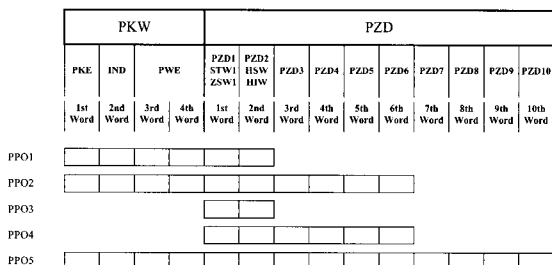 PKW PZD
PKE IND PWE PZD1 STW1 ZSW1 PZD2 HSW HIW PZD3 PZD4 PZD5 PZD6 PZD7 PZD8 PZD9 PZD10
1st Word 2nd Word 3rd Word 4th Word 1st Word 2nd Word 3rd Word 4th Word 5th Word 6th Word 7th Word 8th Word 9th Word 10th Word
PPO1
PPO2
PPO3
PPO4
PPO5